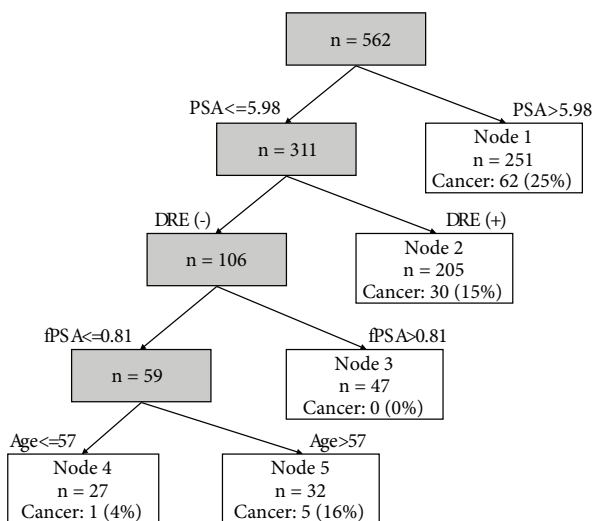 n = 562
PSA<=5.98
PSA>5.98
n = 311
Node 1
n = 251
Cancer: 62 (25%)
DRE (-)
DRE (+)
n = 106
Node 2
n = 205
Cancer: 30 (15%)
fPSA<=0.81
fPSA>0.81
n = 59
Node 3
n = 47
Cancer: 0 (0%)
Age<=57
Age>57
Node 4
n = 27
Cancer: 1 (4%)
Node 5
n = 32
Cancer: 5 (16%)